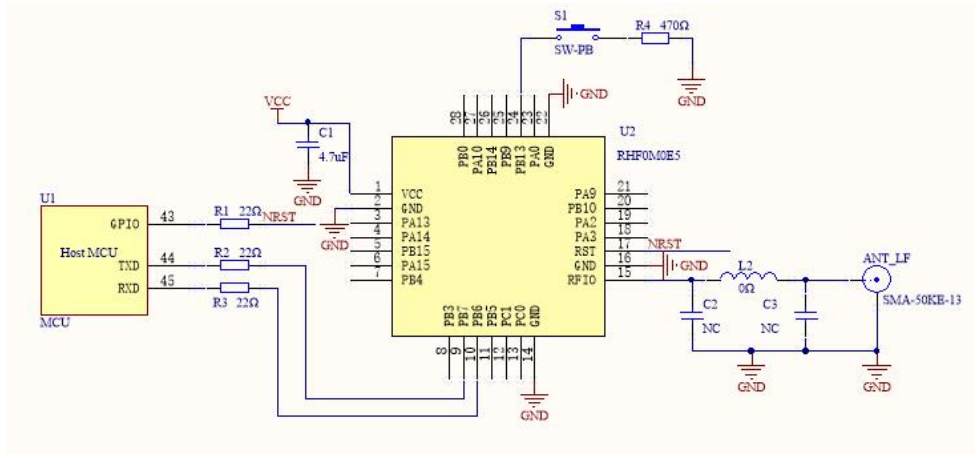 S1
SW-PB
R4 470Ω
GND
GND
VCC
C1
4.7uF
GND
28
27
26
25
24
23
22
PB0
PA10
PB14
PB9
PB13
PA0
GND
U2
RHF0M0E5
1 VCC
2 GND
3 PA13
4 PA14
5 PB15
6 PA15
7 PB4
GND
PA9 21
PB10 20
PA2 19
PA3 18
RST 17 NRST
GND 16 GND
RFIO 15
U1
GPIO 43 R1 22Ω NRST
Host MCU
TXD 44 R2 22Ω
RXD 45 R3 22Ω
MCU
PB3
PB7
PB6
PB5
PC1
PC0
GND
8
9
10
11
12
13
14
GND
L2
0Ω
C2
NC
C3
NC
ANT_LF
SMA-50KE-13
GND
GND